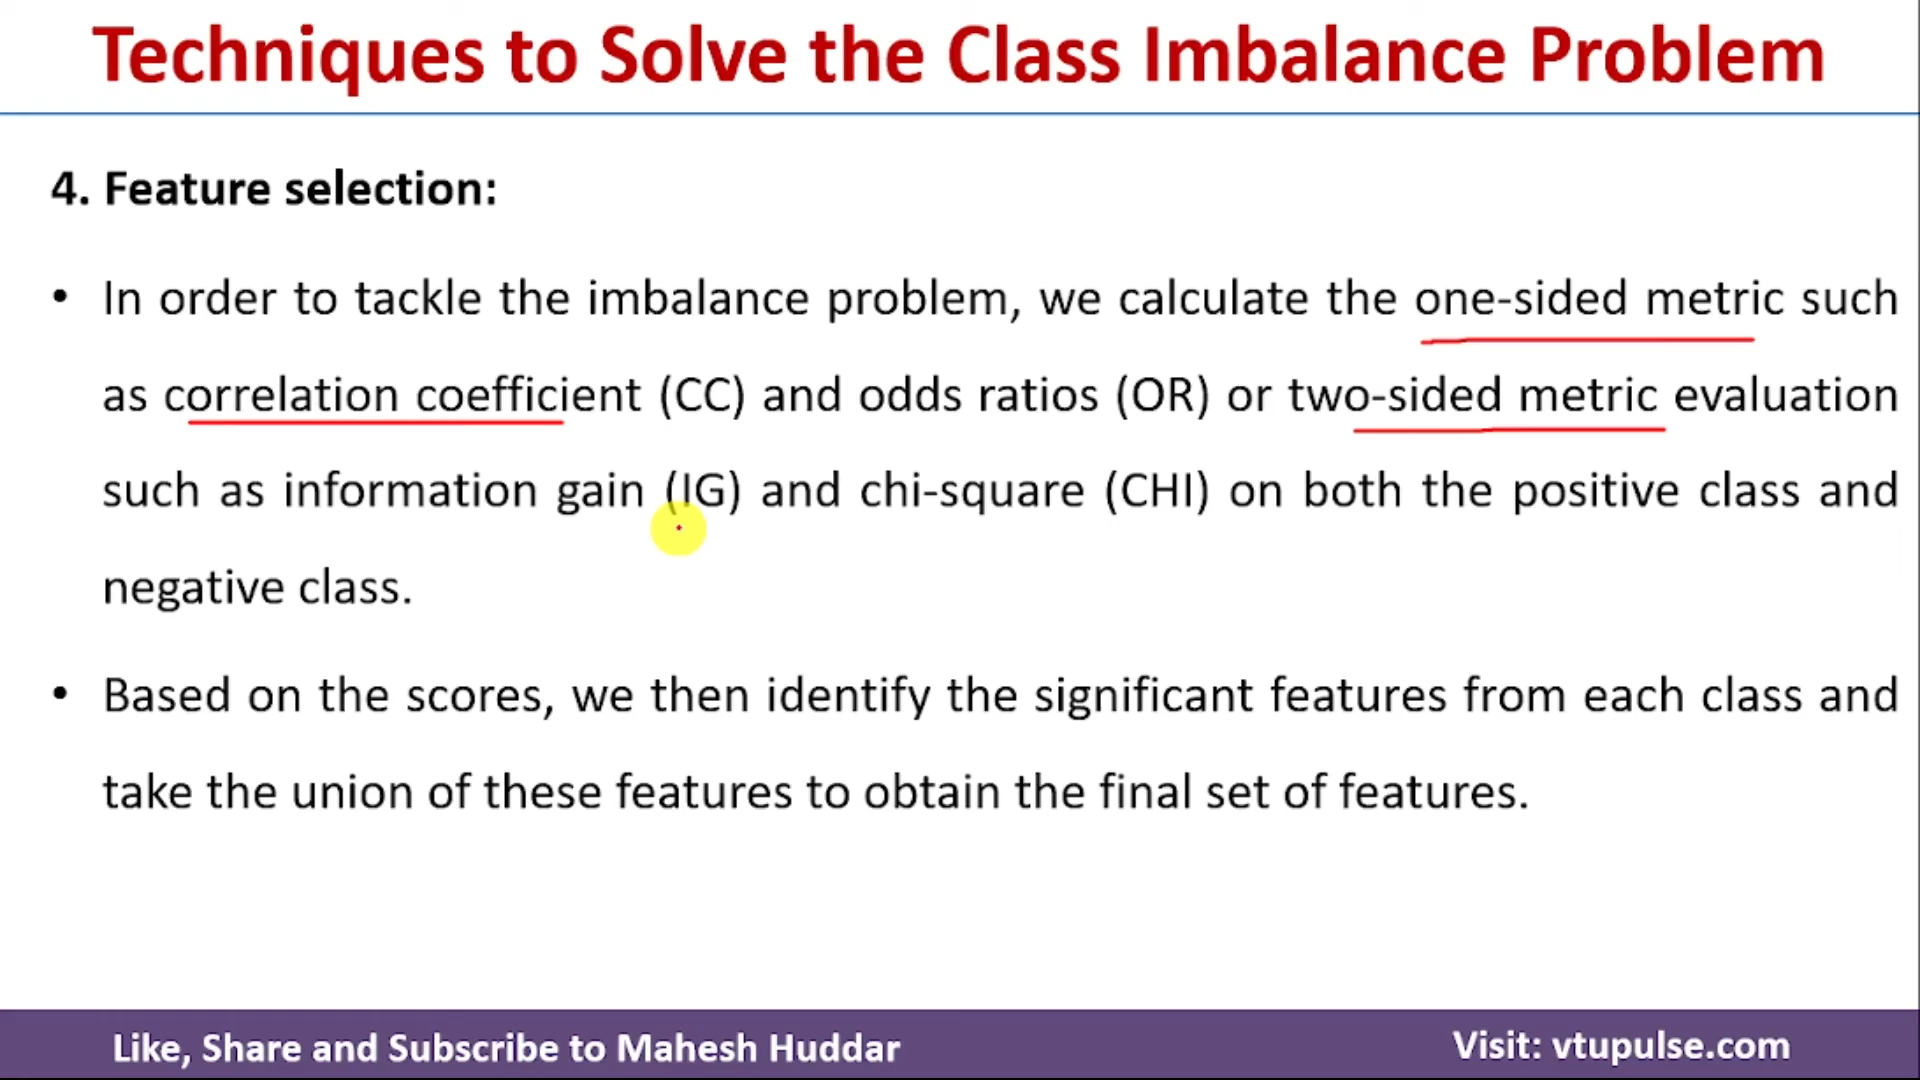 Techniques to Solve the Class Imbalance Problem
4. Feature selection:
• In order to tackle the imbalance problem, we calculate the one-sided metric such
as correlation coefficient (CC) and odds ratios (OR) or two-sided metric evaluation
such as information gain (IG) and chi-square (CHI) on both the positive class and
negative class.
• Based on the scores, we then identify the significant features from each class and
take the union of these features to obtain the final set of features.
Like, Share and Subscribe to Mahesh Huddar
Visit: vtupulse.com